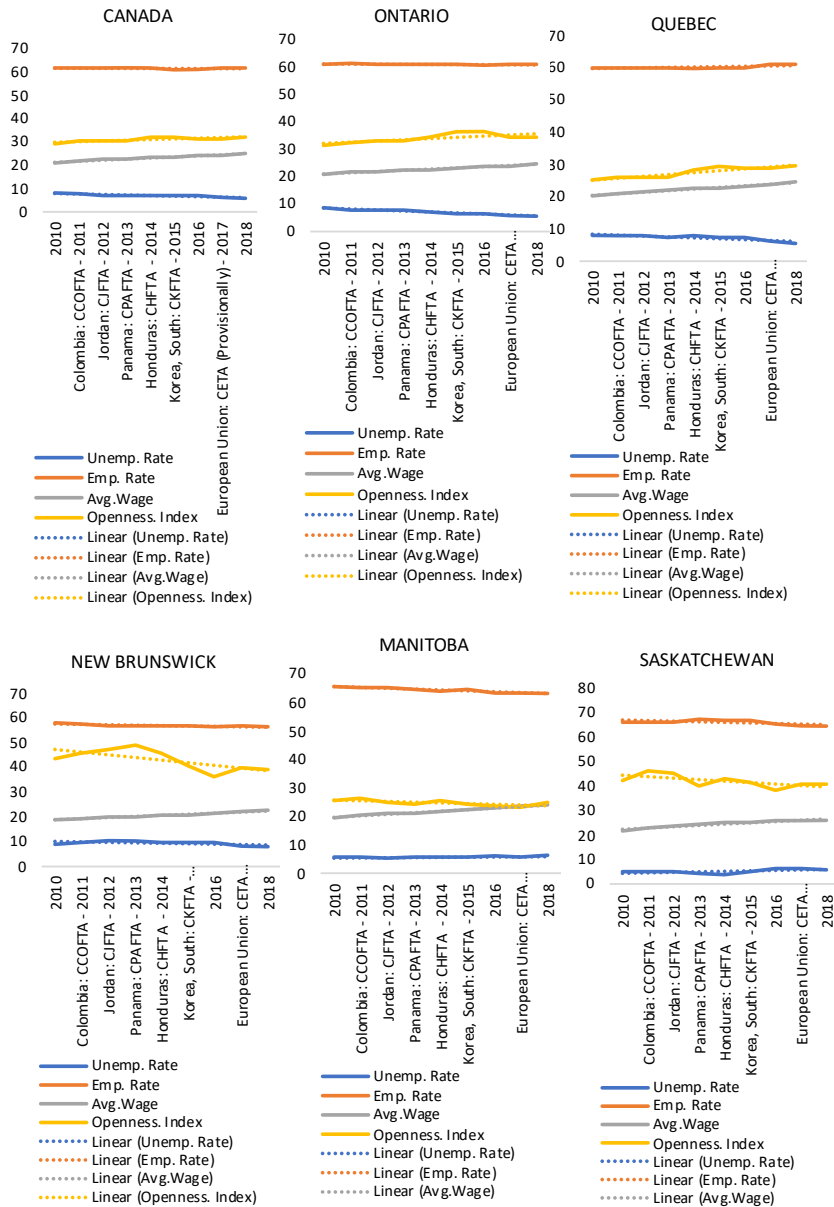 CANADA
70
60
50
40
30
20
10
0
2010
Colombia: CCOFTA - 2011
Jordan: CJFTA - 2012
Panama: CPAFTA - 2013
Honduras: CHFTA - 2014
Korea, South: CKFTA - 2015
2016
European Union: CETA (Provisionally) - 2017
2018
Unemp. Rate
Emp. Rate
Avg.Wage
Openness. Index
Linear (Unemp. Rate)
Linear (Emp. Rate)
Linear (Avg.Wage)
Linear (Openness. Index)
ONTARIO
70
60
50
40
30
20
10
0
2010
Colombia: CCOFTA - 2011
Jordan: CJFTA - 2012
Panama: CPAFTA - 2013
Honduras: CHFTA - 2014
Korea, South: CKFTA - 2015
2016
European Union: CETA...
2018
Unemp. Rate
Emp. Rate
Avg.Wage
Openness. Index
Linear (Unemp. Rate)
Linear (Emp. Rate)
Linear (Avg.Wage)
Linear (Openness. Index)
QUEBEC
70
60
50
40
30
20
10
0
2010
Colombia: CCOFTA - 2011
Jordan: CJFTA - 2012
Panama: CPAFTA - 2013
Honduras: CHFTA - 2014
Korea, South: CKFTA - 2015
2016
European Union: CETA...
2018
Unemp. Rate
Emp. Rate
Avg.Wage
Openness. Index
Linear (Unemp. Rate)
Linear (Emp. Rate)
Linear (Avg.Wage)
Linear (Openness. Index)
NEW BRUNSWICK
70
60
50
40
30
20
10
0
2010
Colombia: CCOFTA - 2011
Jordan: CJFTA - 2012
Panama: CPAFTA - 2013
Honduras: CHFTA - 2014
Korea, South: CKFTA -...
2016
European Union: CETA...
2018
Unemp. Rate
Emp. Rate
Avg.Wage
Openness. Index
Linear (Unemp. Rate)
Linear (Emp. Rate)
Linear (Avg.Wage)
Linear (Openness. Index)
MANITOBA
70
60
50
40
30
20
10
0
2010
Colombia: CCOFTA - 2011
Jordan: CJFTA - 2012
Panama: CPAFTA - 2013
Honduras: CHFTA - 2014
Korea, South: CKFTA - 2015
2016
European Union: CETA...
2018
Unemp. Rate
Emp. Rate
Avg.Wage
Openness. Index
Linear (Unemp. Rate)
Linear (Emp. Rate)
Linear (Avg.Wage)
SASKATCHEWAN
80
70
60
50
40
30
20
10
0
2010
Colombia: CCOFTA - 2011
Jordan: CJFTA - 2012
Panama: CPAFTA - 2013
Honduras: CHFTA - 2014
Korea, South: CKFTA - 2015
2016
European Union: CETA...
2018
Unemp. Rate
Emp. Rate
Avg.Wage
Openness. Index
Linear (Unemp. Rate)
Linear (Emp. Rate)
Linear (Avg.Wage)